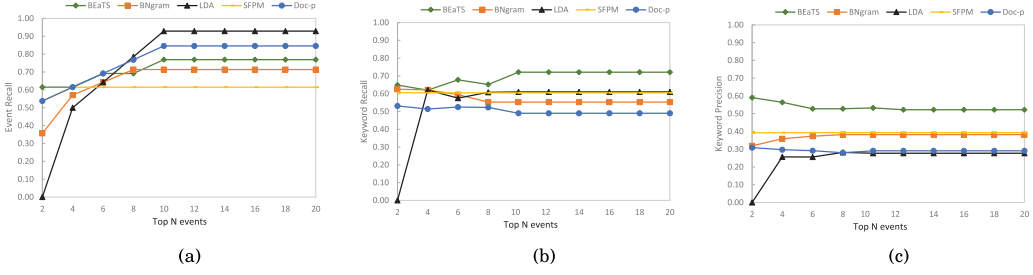 BEaTS BNgram LDA SFPM Doc-p
1.00
0.90
0.80
0.70
0.60
0.50
0.40
0.30
0.20
0.10
0.00
Event Recall
2 4 6 8 10 12 14 16 18 20
Top N events
(a)
BEaTS BNgram LDA SFPM Doc-p
1.00
0.90
0.80
0.70
0.60
0.50
0.40
0.30
0.20
0.10
0.00
Keyword Recall
2 4 6 8 10 12 14 16 18 20
Top N events
(b)
BEaTS BNgram LDA SFPM Doc-p
1.00
0.90
0.80
0.70
0.60
0.50
0.40
0.30
0.20
0.10
0.00
Keyword Precision
2 4 6 8 10 12 14 16 18 20
Top N events
(c)